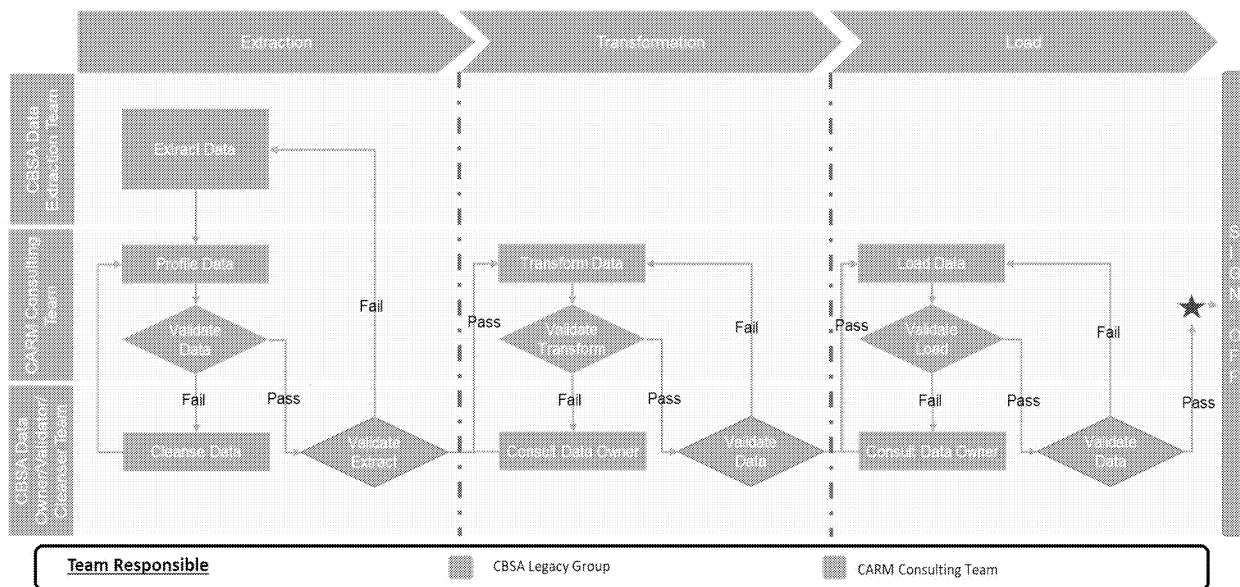 Extraction
Transformation
Load
CBSA Data
Extraction Team
Extract Data
CARM Consulting
Team
Profile Data
Validate
Data
Fail
Pass
Fail
Pass
Transform Data
Validate
Transform
Fail
Pass
Fail
Pass
Load Data
Validate
Load
Fail
Pass
Fail
Pass
CBSA Data
Owner/Validator/
Cleanser Team
Cleanse Data
Validate
Extract
Consult Data Owner
Validate
Data
Consult Data Owner
Validate
Data
SIGN OFF
Team Responsible
CBSA Legacy Group
CARM Consulting Team